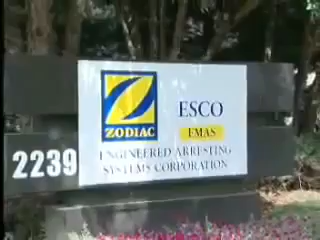 ZODIAC
ESCO
EMAS
ENGINEERED ARRESTING
SYSTEMS CORPORATION
2239